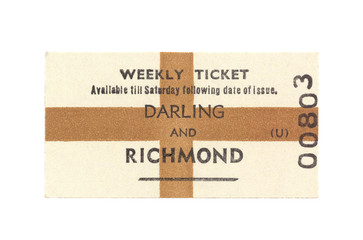 WEEKLY TICKET
Available till Saturday following date of issue.
DARLING
AND
(U)
RICHMOND
00803